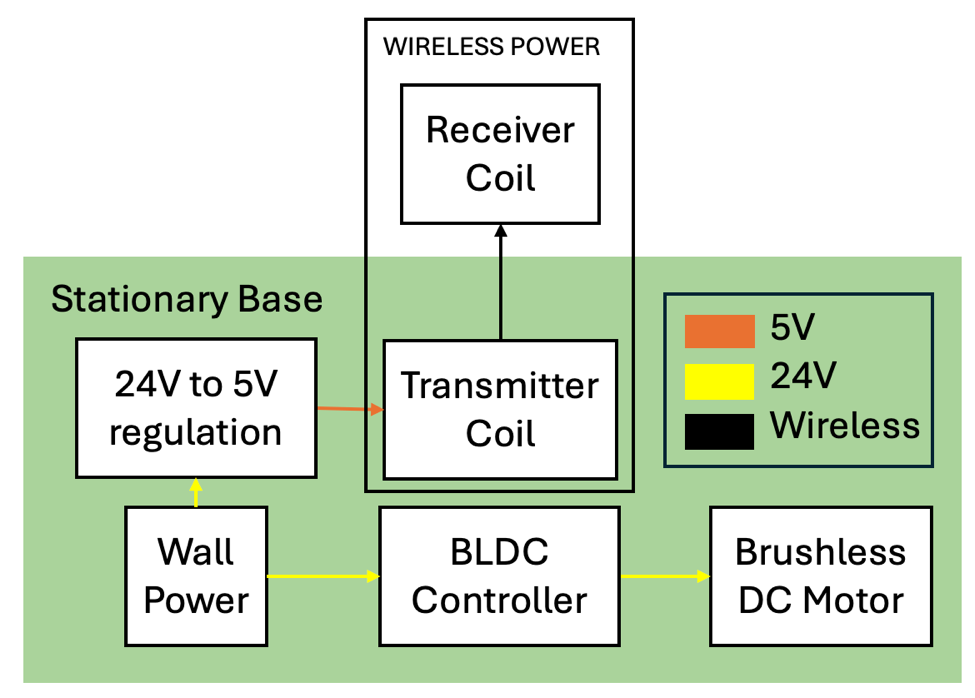 WIRELESS POWER
Receiver
Coil
Stationary Base
24V to 5V
regulation
Transmitter
Coil
5V
24V
Wireless
Wall
Power
BLDC
Controller
Brushless
DC Motor